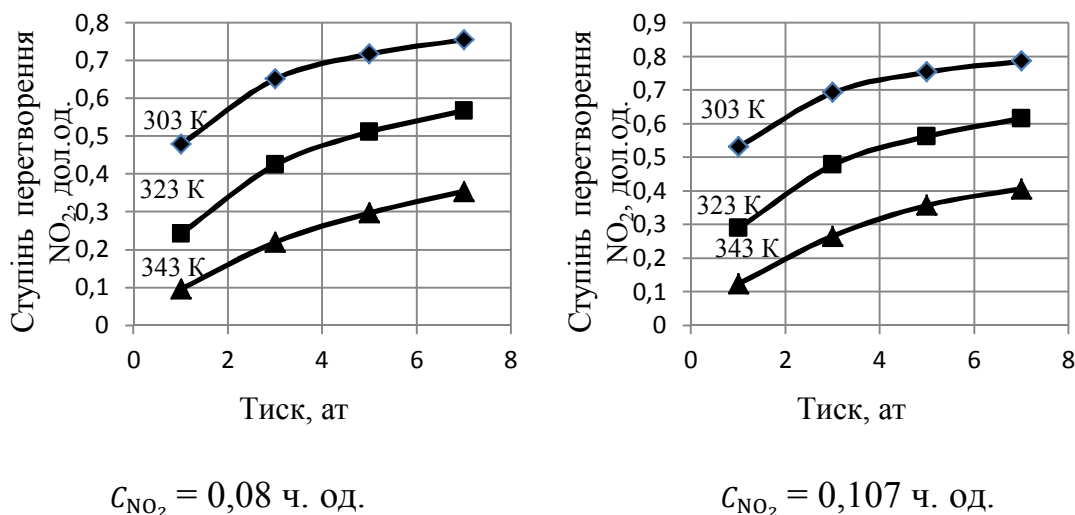 Ступінь перетворення
NO₂, дол.од.
0,8
0,7
0,6
0,5
0,4
0,3
0,2
0,1
0
303 К
323 К
343 К
0
2
4
6
8
Тиск, ат
C_NO₂ = 0,08 ч. од.
Ступінь перетворення
NO₂, дол.од.
0,9
0,8
0,7
0,6
0,5
0,4
0,3
0,2
0,1
0
303 К
323 К
343 К
0
2
4
6
8
Тиск, ат
C_NO₂ = 0,107 ч. од.